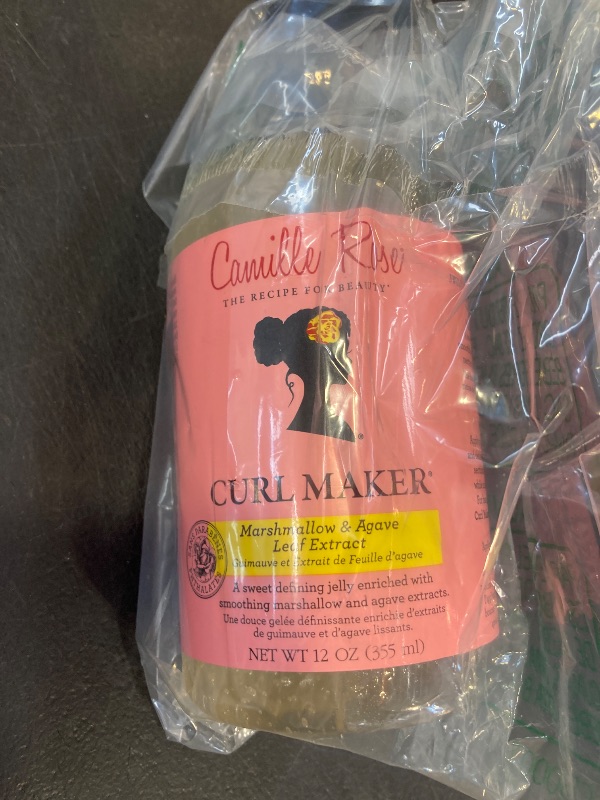 Camille Rose
THE RECIPE FOR BEAUTY
CURL MAKER®
Marshmallow & Agave
Leaf Extract
Guimauve et Extrait de Feuille d'agave
A sweet defining jelly enriched with
smoothing marshallow and agave extracts.
Une douce gelée définissante enrichie d'extraits
de guimauve et d'agave lissants.
NET WT 12 OZ (355 ml)